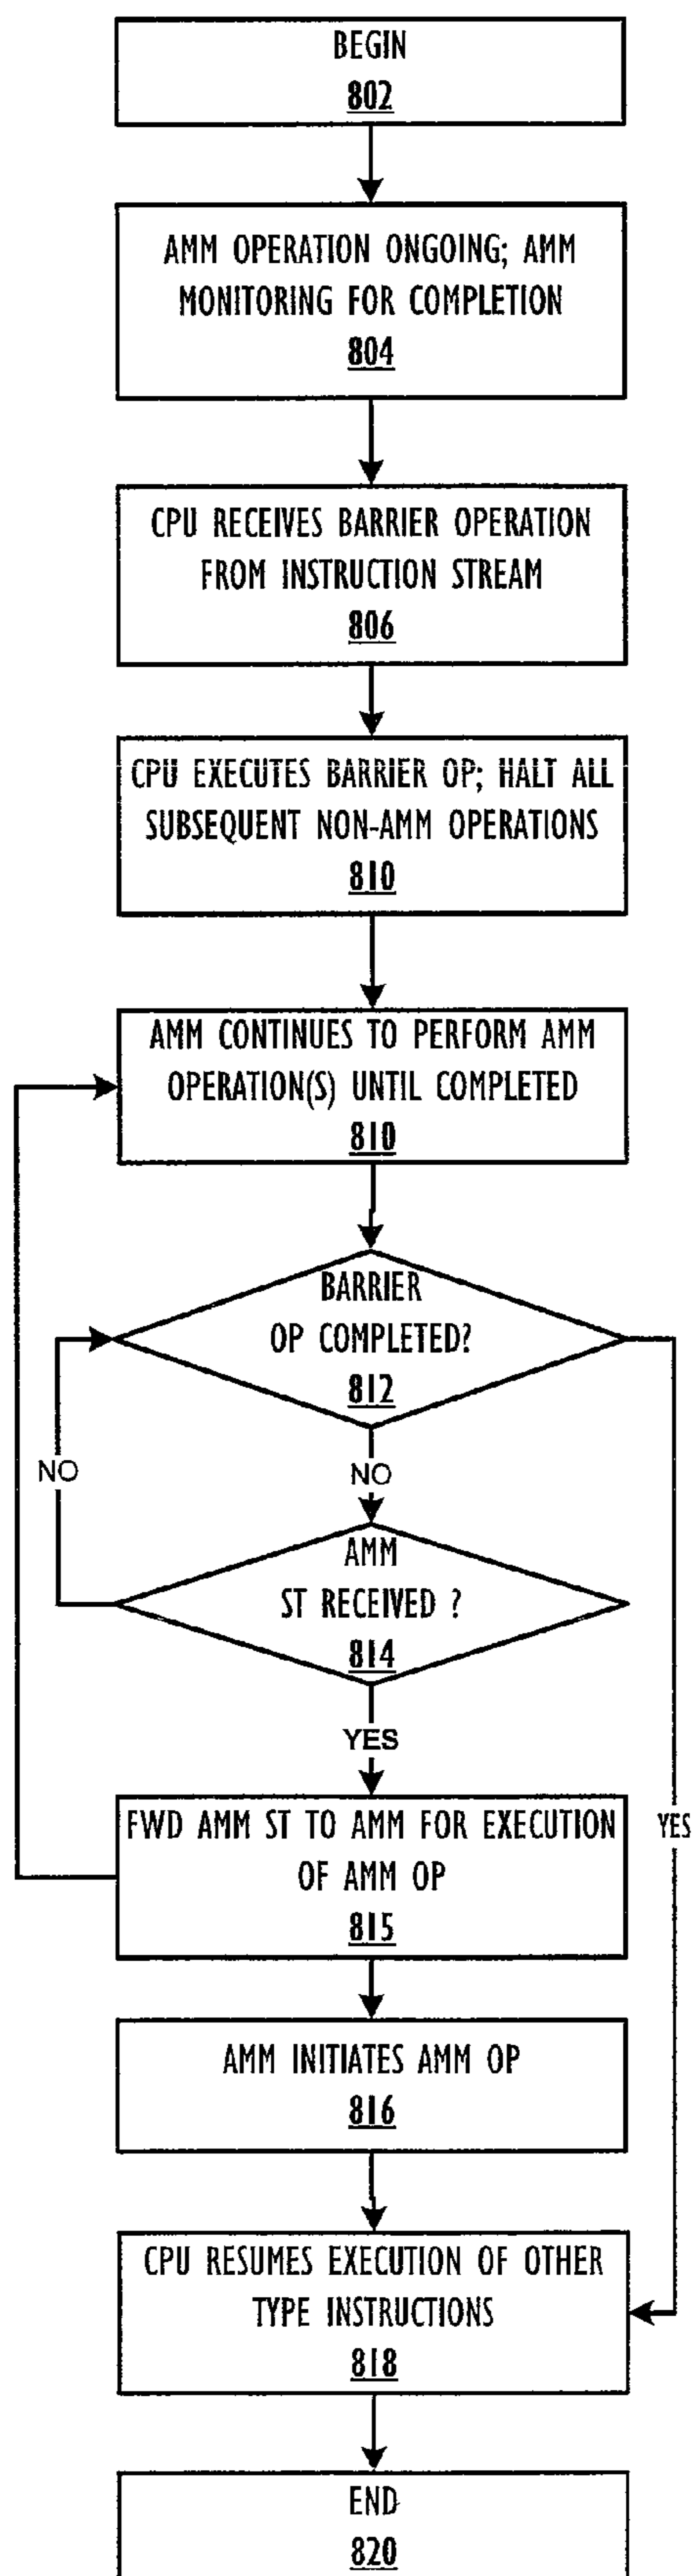 BEGIN
802
AMM OPERATION ONGOING; AMM
MONITORING FOR COMPLETION
804
CPU RECEIVES BARRIER OPERATION
FROM INSTRUCTION STREAM
806
CPU EXECUTES BARRIER OP; HALT ALL
SUBSEQUENT NON-AMM OPERATIONS
810
AMM CONTINUES TO PERFORM AMM
OPERATION(S) UNTIL COMPLETED
810
BARRIER
OP COMPLETED?
812
NO
NO
AMM
ST RECEIVED ?
814
YES
FWD AMM ST TO AMM FOR EXECUTION
OF AMM OP
815
YES
AMM INITIATES AMM OP
816
CPU RESUMES EXECUTION OF OTHER
TYPE INSTRUCTIONS
818
END
820